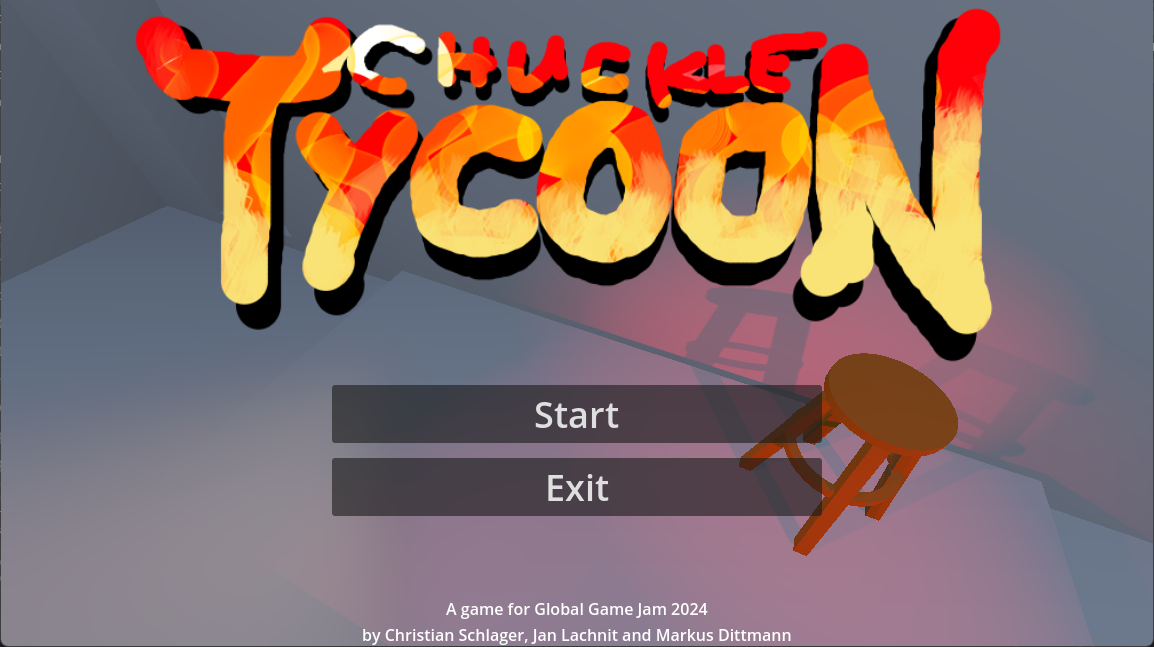 CHUCKLE
TYCOON
Start
Exit
A game for Global Game Jam 2024
by Christian Schlager, Jan Lachnit and Markus Dittmann